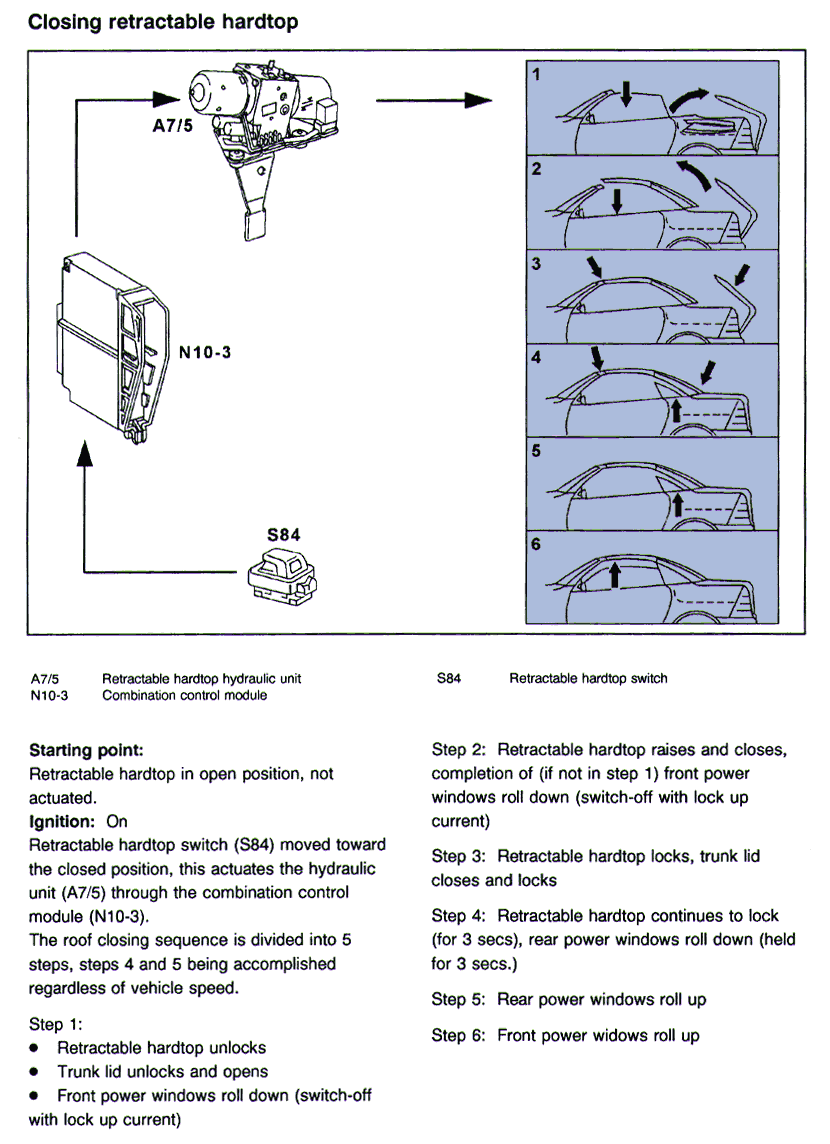 Closing retractable hardtop
A7/5
N10-3
S84
1
2
3
4
5
6
A7/5 Retractable hardtop hydraulic unit
N10-3 Combination control module
S84 Retractable hardtop switch
Starting point:
Retractable hardtop in open position, not
actuated.
Ignition: On
Retractable hardtop switch (S84) moved toward
the closed position, this actuates the hydraulic
unit (A7/5) through the combination control
module (N10-3).
The roof closing sequence is divided into 5
steps, steps 4 and 5 being accomplished
regardless of vehicle speed.
Step 1:
● Retractable hardtop unlocks
● Trunk lid unlocks and opens
● Front power windows roll down (switch-off
with lock up current)
Step 2: Retractable hardtop raises and closes,
completion of (if not in step 1) front power
windows roll down (switch-off with lock up
current)
Step 3: Retractable hardtop locks, trunk lid
closes and locks
Step 4: Retractable hardtop continues to lock
(for 3 secs), rear power windows roll down (held
for 3 secs.)
Step 5: Rear power windows roll up
Step 6: Front power widows roll up